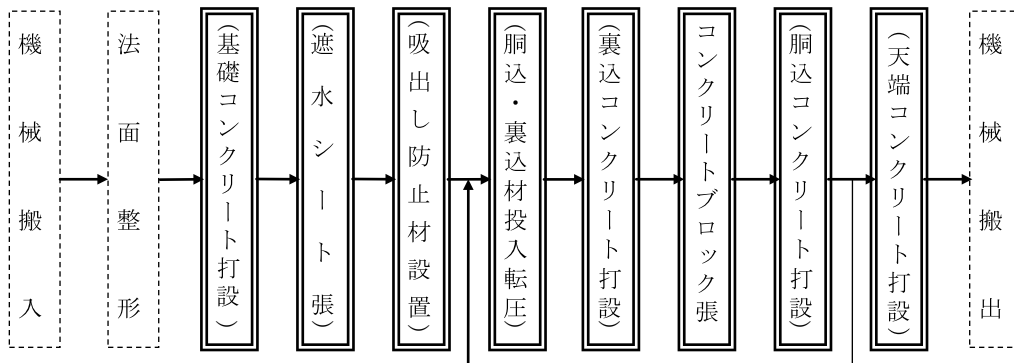 機械搬入
法面整形
(基礎コンクリート打設)
(遮水シート張)
(吸出し防止材設置)
(胴込・裏込材投入転圧)
(裏込コンクリート打設)
コンクリートブロック張
(胴込コンクリート打設)
(天端コンクリート打設)
機械搬出